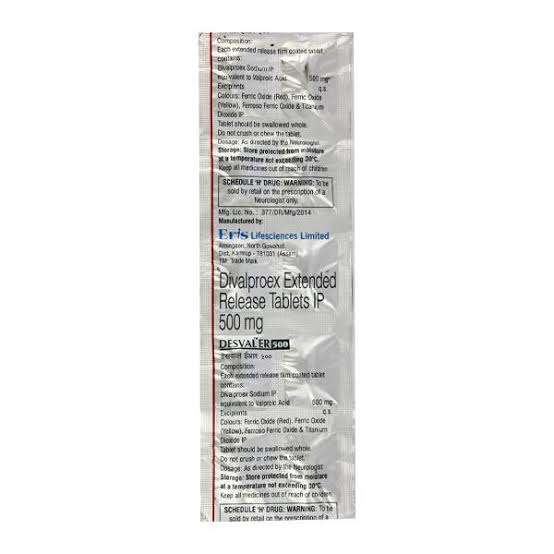 Composition:
Each extended release film coated tablet
contains:
Divalproex Sodium IP
equivalent to Valproic Acid 500 mg
Excipients q.s.
Colours: Ferric Oxide (Red), Ferric Oxide
(Yellow), Ferroso Ferric Oxide & Titanium
Dioxide IP
Tablet should be swallowed whole.
Do not crush or chew the tablet.
Dosage: As directed by the Neurologist.
Storage: Store protected from moisture
at a temperature not exceeding 30°C.
Keep all medicines out of reach of children
SCHEDULE 'H' DRUG: WARNING: To be
sold by retail on the prescription of a
Neurologist only.
Mfg. Lic. No. : 377/DR/Mfg/2014
Manufactured by:
Eris Lifesciences Limited
Amingaon, North Guwahati,
Dist. Kamrup - 781031 (Assam)
TM: Trade Mark
Divalproex Extended
Release Tablets IP
500 mg
DESVAL ER 500
ईआर
Composition:
Each extended release film coated tablet
contains:
Divalproex Sodium IP
equivalent to Valproic Acid 500 mg
Excipients q.s.
Colours: Ferric Oxide (Red), Ferric Oxide
(Yellow), Ferroso Ferric Oxide & Titanium
Dioxide IP
Tablet should be swallowed whole.
Do not crush or chew the tablet.
Dosage: As directed by the Neurologist
Storage: Store protected from moisture
at a temperature not exceeding 30°C.
Keep all medicines out of reach of children
SCHEDULE 'H' DRUG: WARNING: To be
sold by retail on the prescription of a